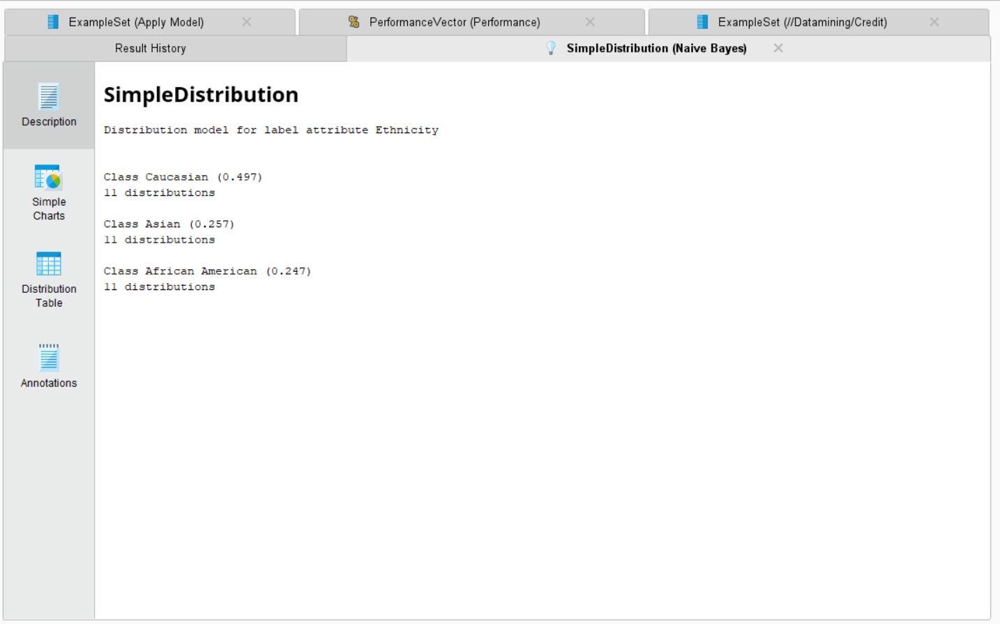 ExampleSet (Apply Model)
PerformanceVector (Performance)
ExampleSet (//Datamining/Credit)
Result History
SimpleDistribution (Naive Bayes)
Description
Simple
Charts
Distribution
Table
Annotations
SimpleDistribution
Distribution model for label attribute Ethnicity
Class Caucasian (0.497)
11 distributions
Class Asian (0.257)
11 distributions
Class African American (0.247)
11 distributions